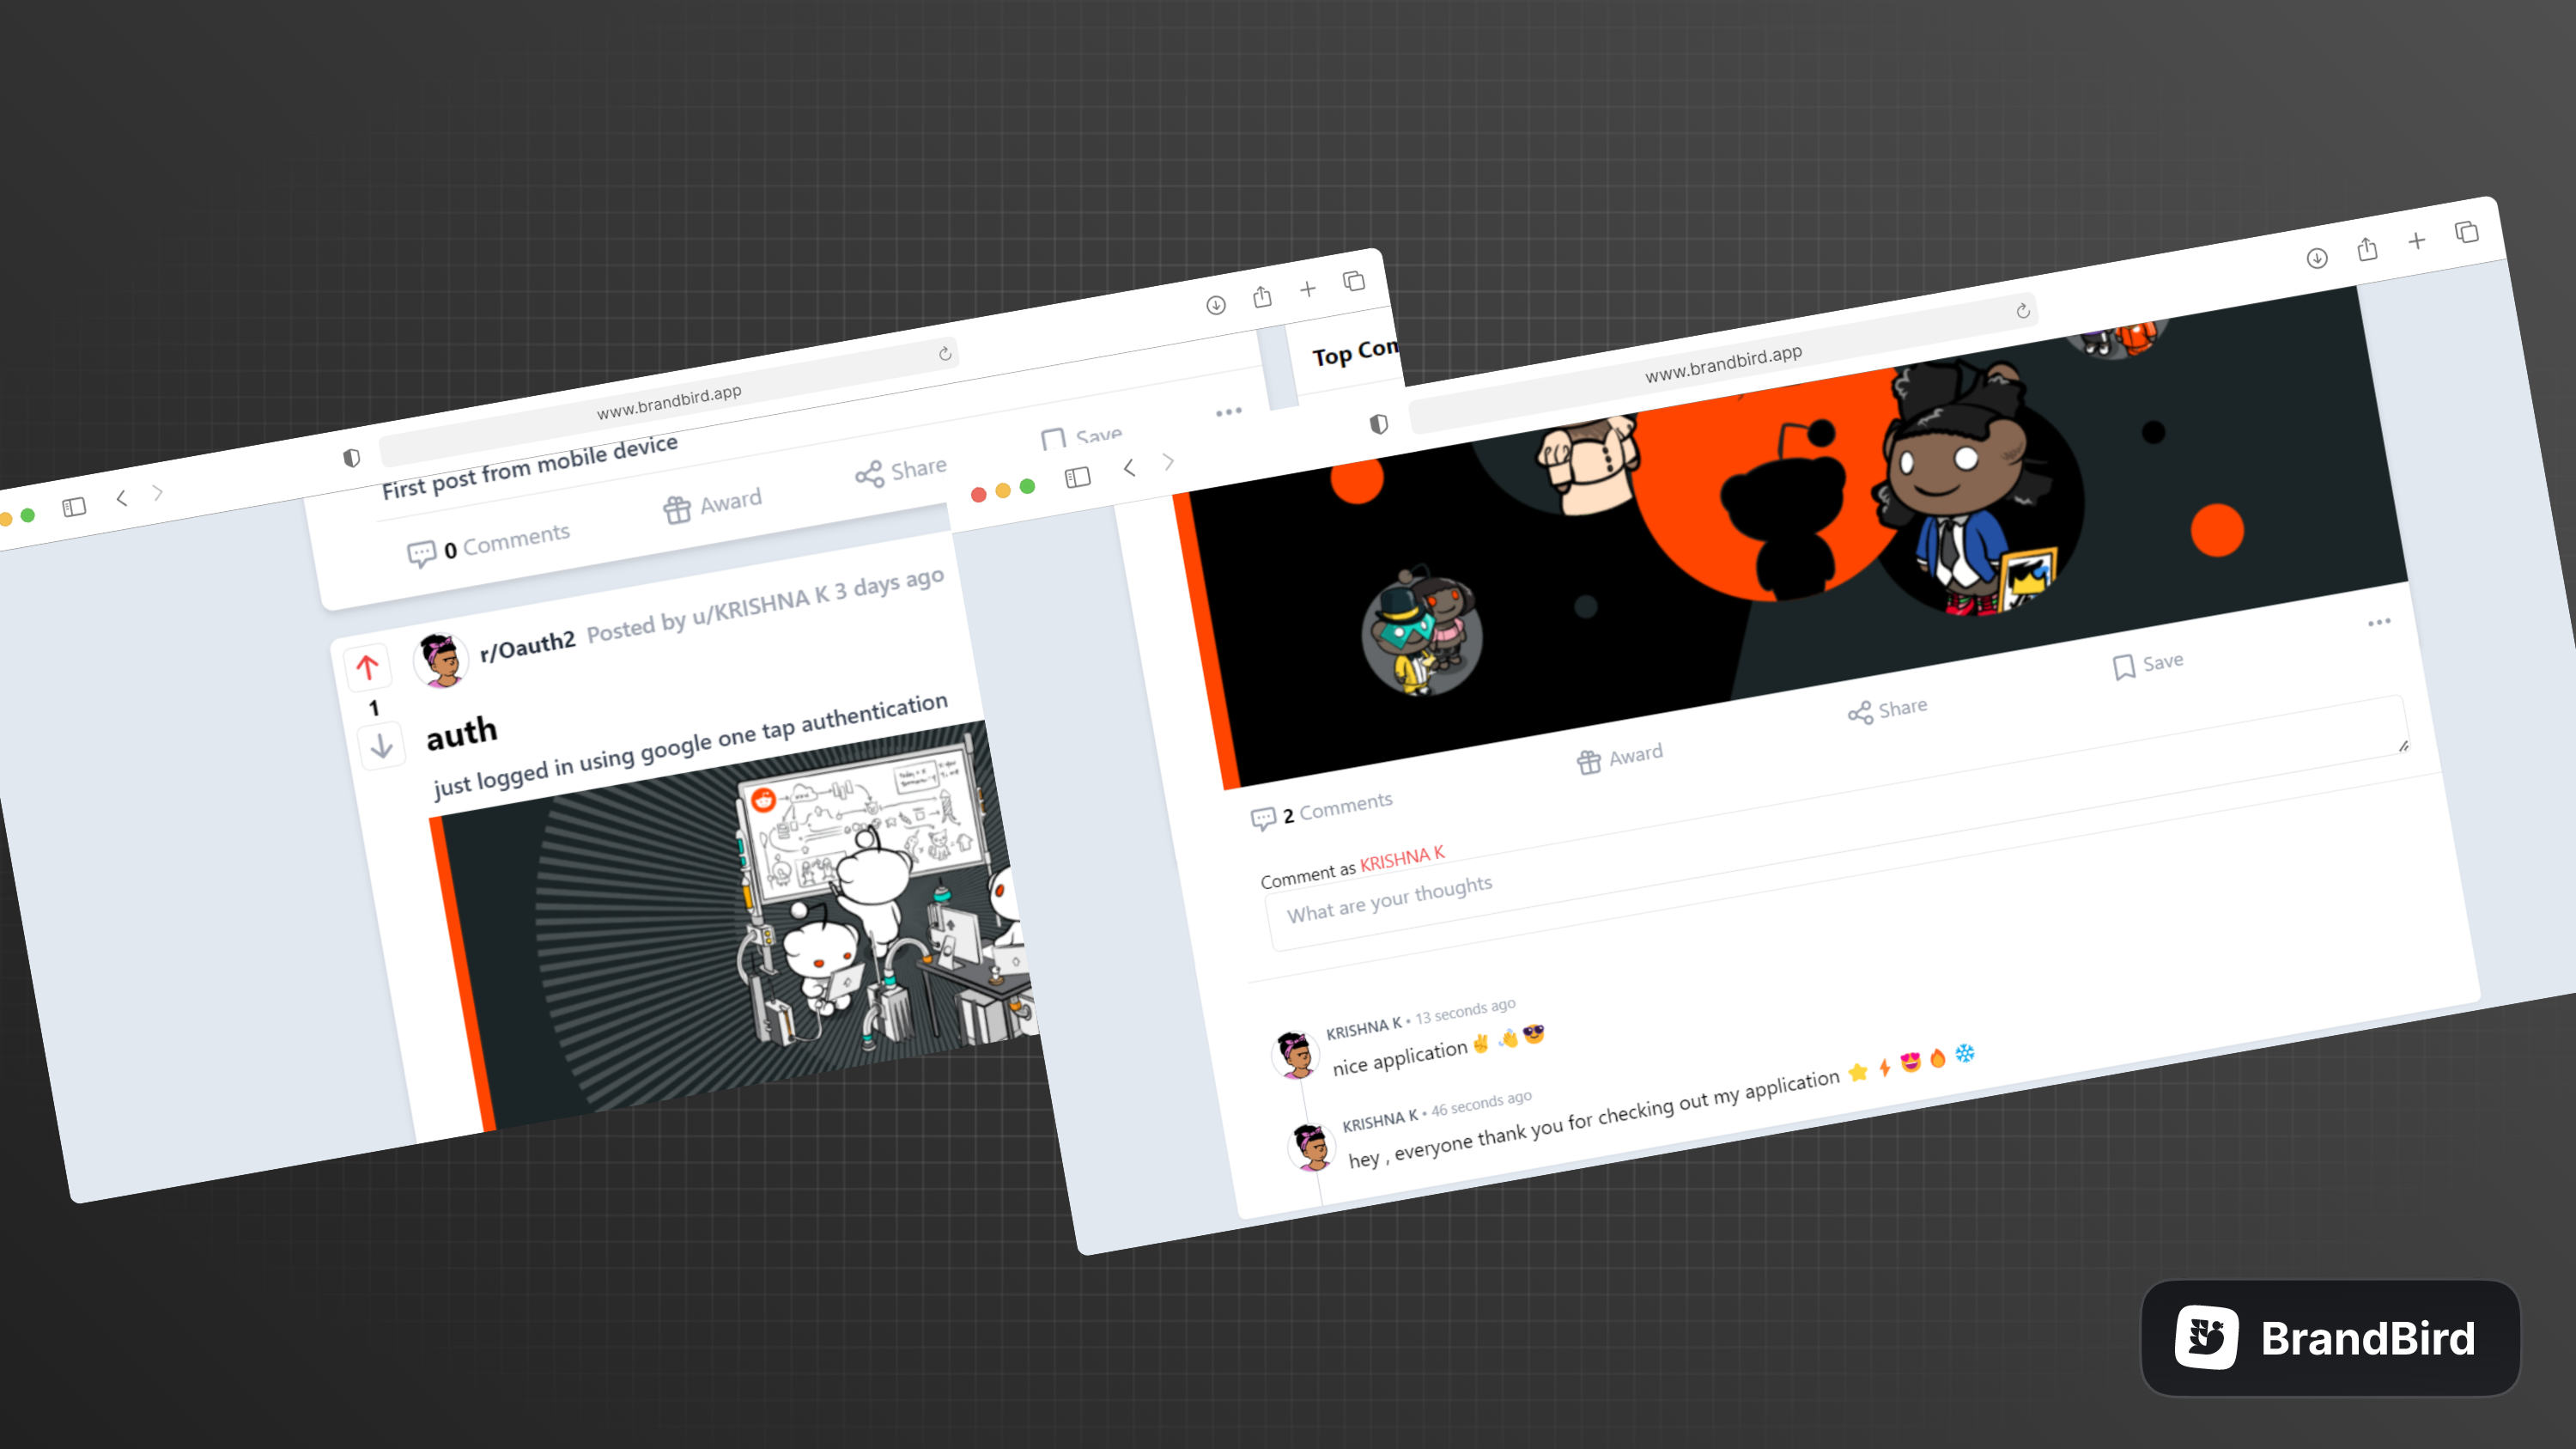 www.brandbird.app
Top Con
First post from mobile device
0 Comments
Award
Share
Save
r/Oauth2 Posted by u/KRISHNA K 3 days ago
1
auth
just logged in using google one tap authentication
www.brandbird.app
2 Comments
Award
Share
Save
Comment as KRISHNA K
What are your thoughts
KRISHNA K • 13 seconds ago
nice application ✌️ 👋 😎
KRISHNA K • 46 seconds ago
hey , everyone thank you for checking out my application ⭐ ⚡ 😍 🔥 ❄️
BrandBird